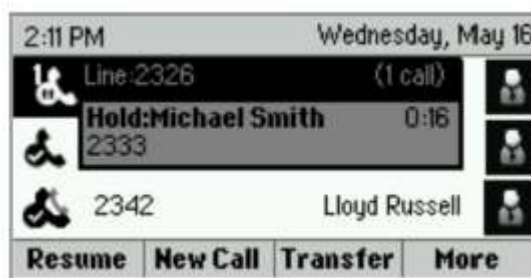 2:11 PM Wednesday, May 16
Line:2326 (1 call)
Hold:Michael Smith 0:16
2333
2342 Lloyd Russell
Resume New Call Transfer More